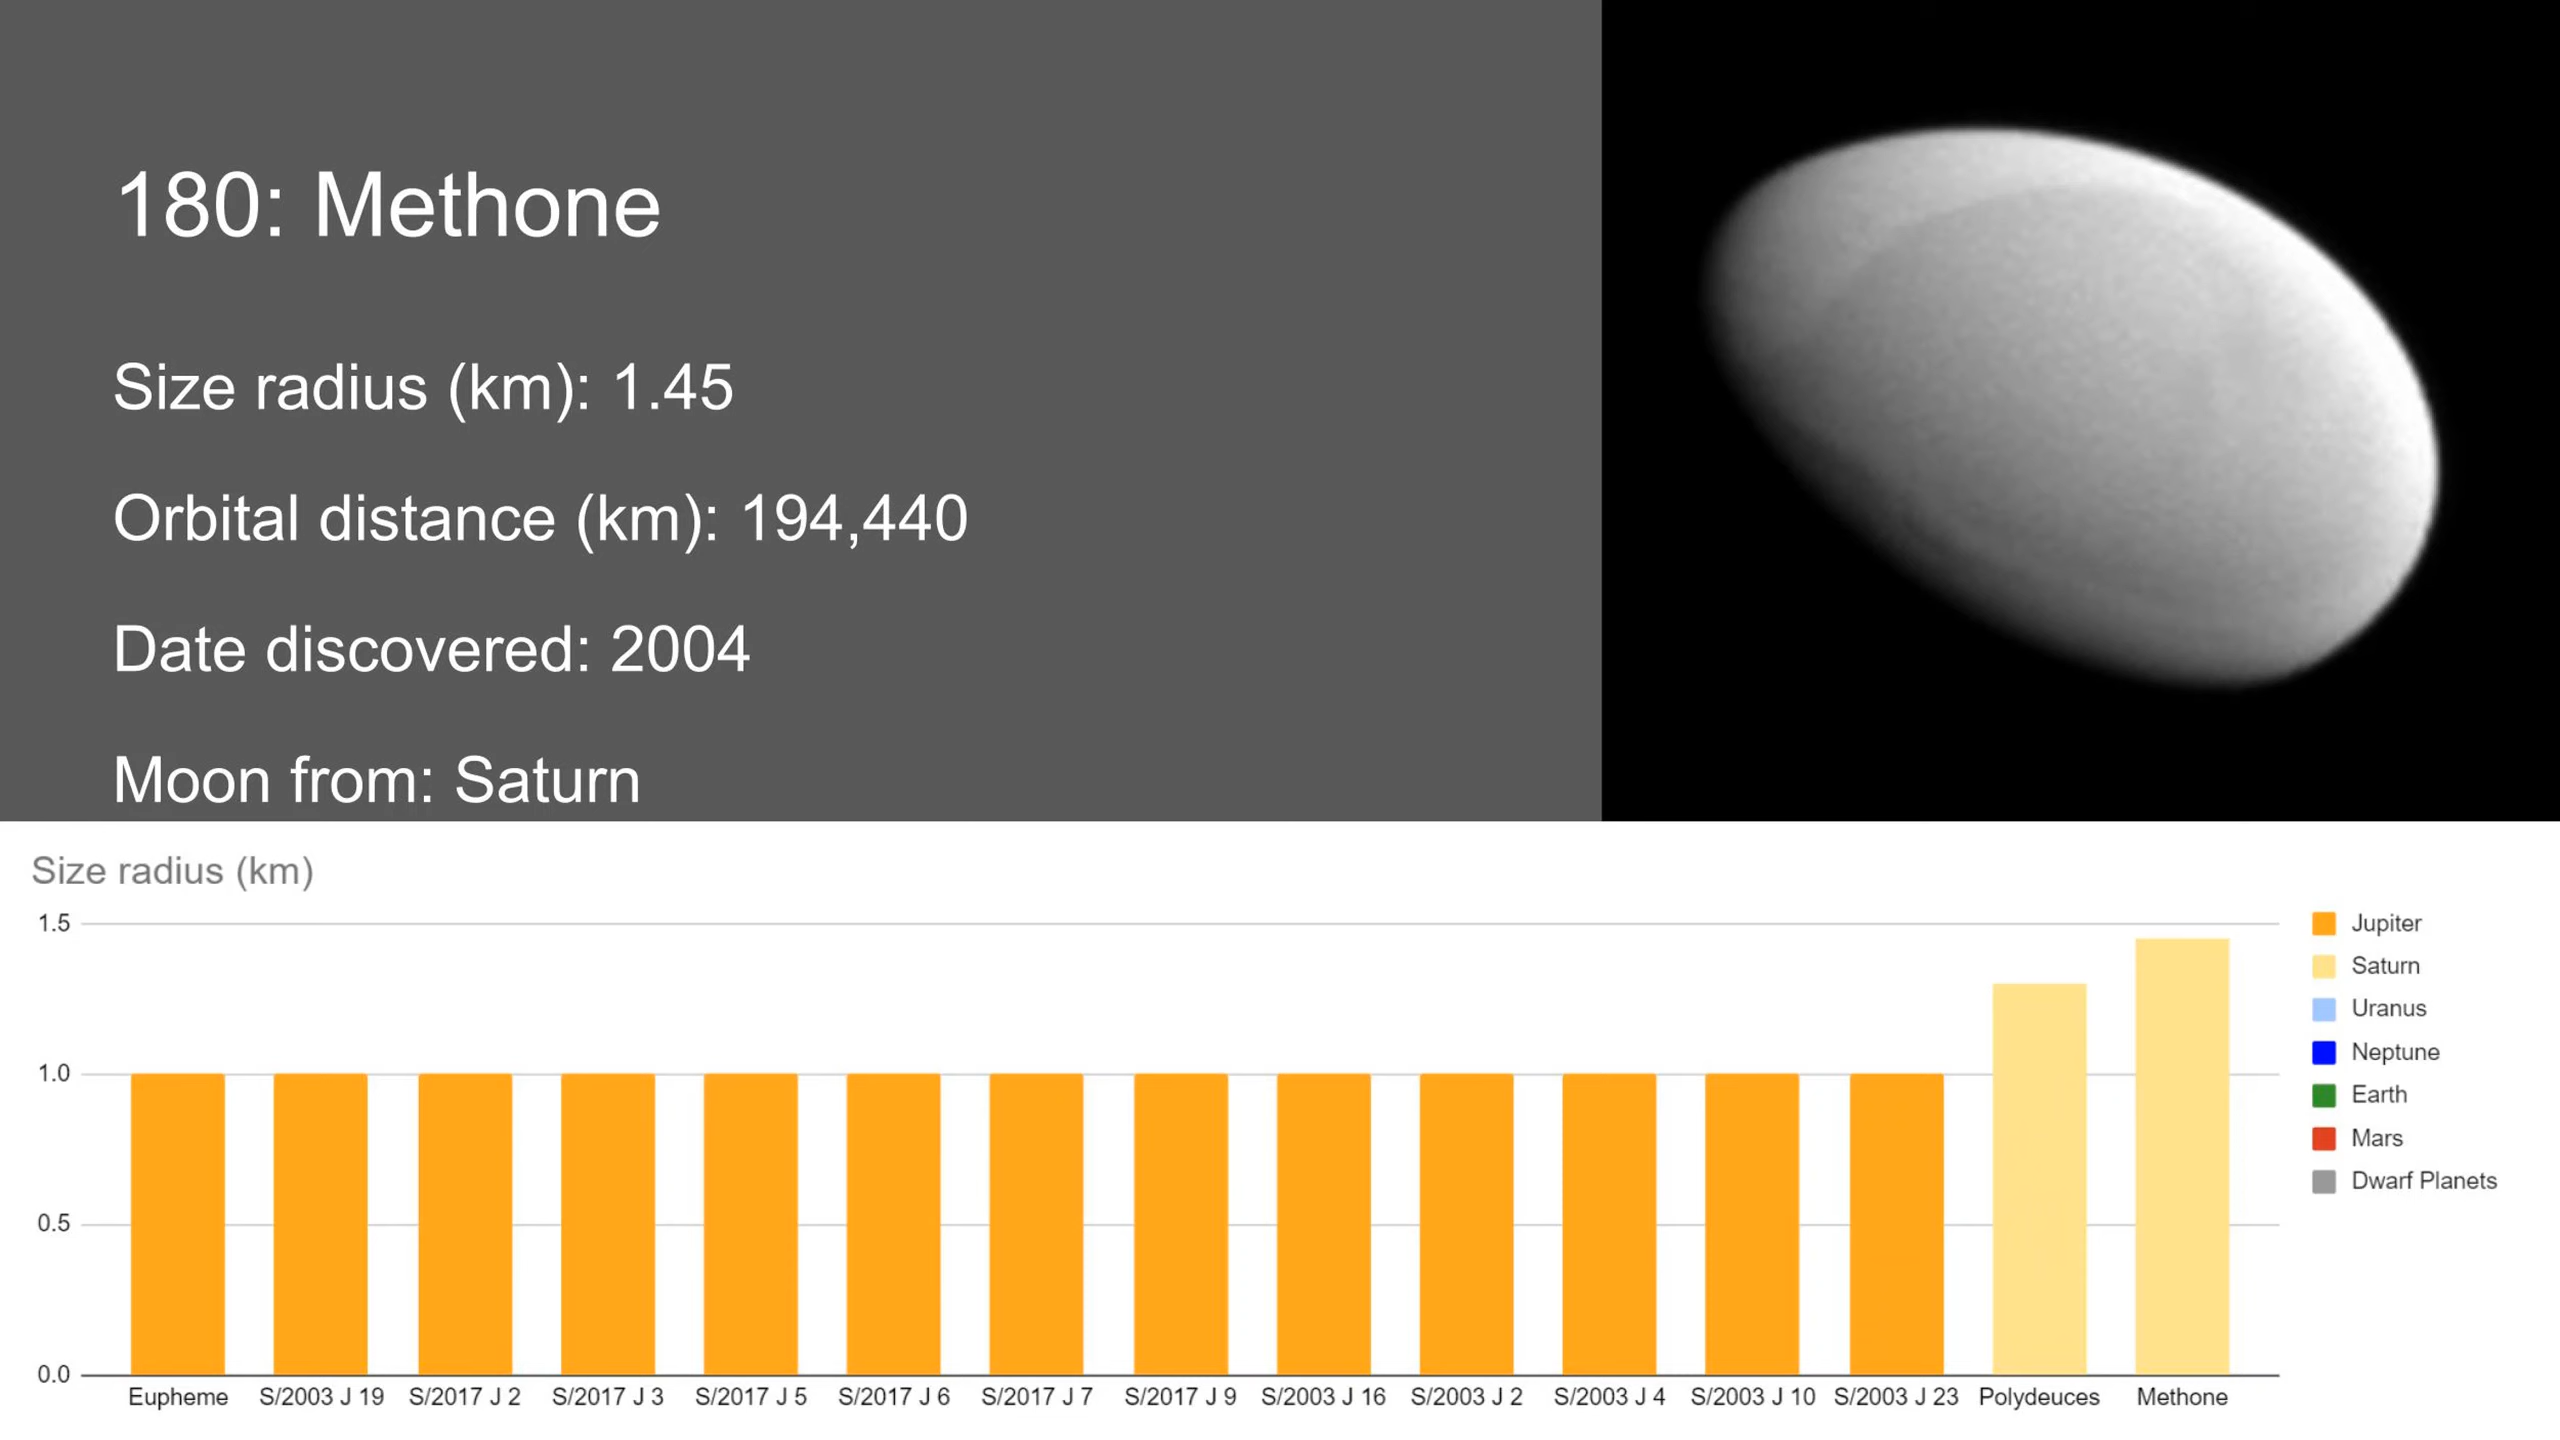 180: Methone
Size radius (km): 1.45
Orbital distance (km): 194,440
Date discovered: 2004
Moon from: Saturn
Size radius (km)
1.5
1.0
0.5
0.0
Eupheme S/2003 J 19 S/2017 J 2 S/2017 J 3 S/2017 J 5 S/2017 J 6 S/2017 J 7 S/2017 J 9 S/2003 J 16 S/2003 J 2 S/2003 J 4 S/2003 J 10 S/2003 J 23 Polydeuces Methone
Jupiter
Saturn
Uranus
Neptune
Earth
Mars
Dwarf Planets